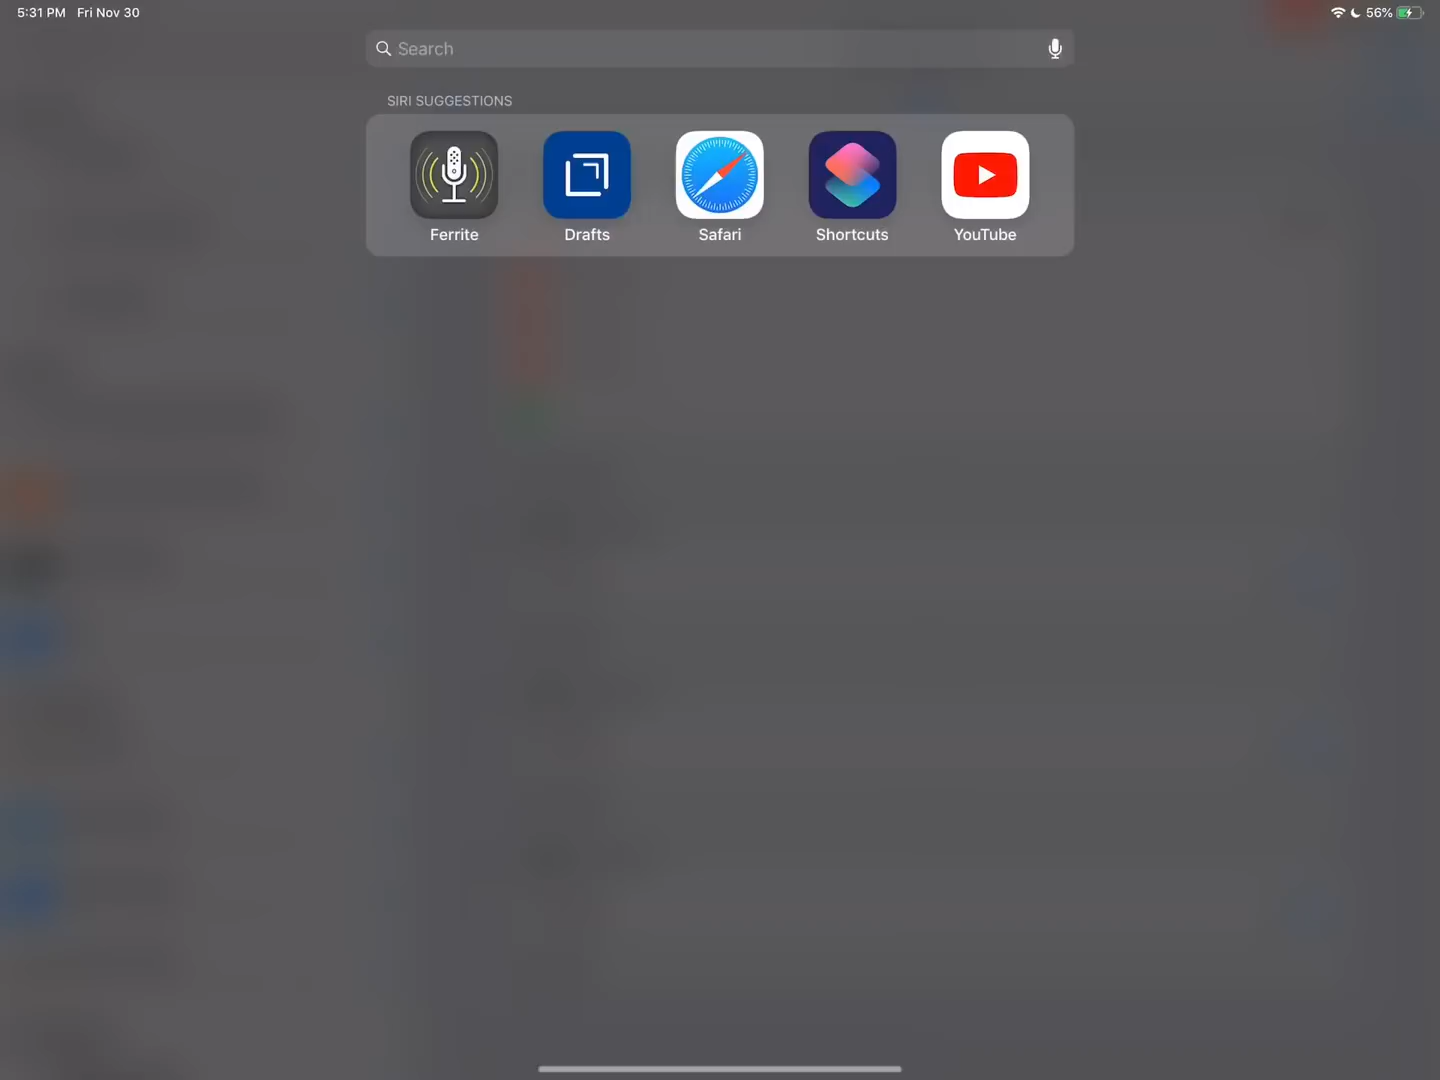 5:31 PM Fri Nov 30
56%
Search
SIRI SUGGESTIONS
Ferrite
Drafts
Safari
Shortcuts
YouTube